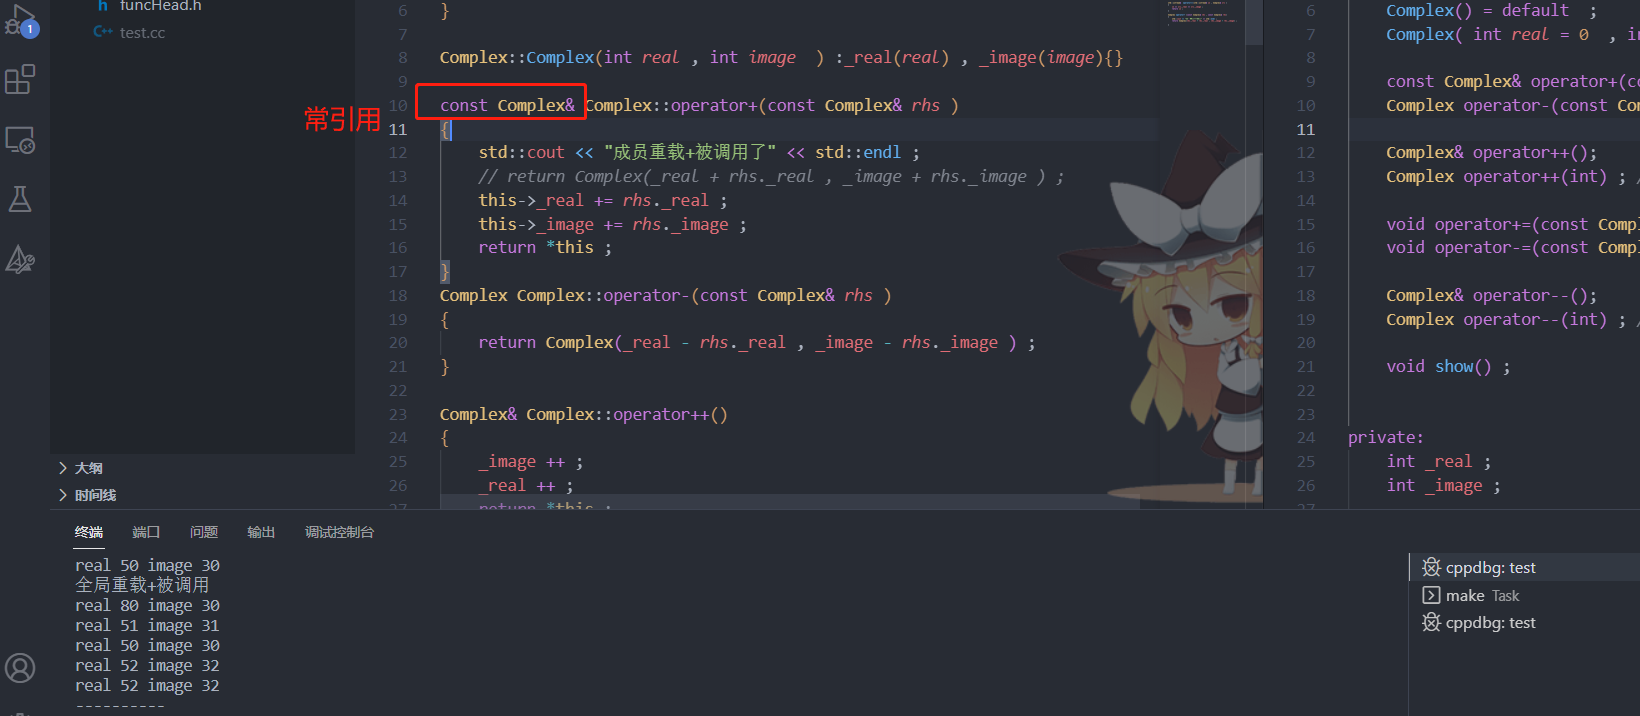 funcHead.h
test.cc
大纲
时间线
常引用
6 }
7
8 Complex::Complex(int real , int image  ) :_real(real) , _image(image){}
9
10 const Complex& Complex::operator+(const Complex& rhs )
11 {
12     std::cout << "成员重载+被调用了" << std::endl ;
13     // return Complex(_real + rhs._real , _image + rhs._image ) ;
14     this->_real += rhs._real ;
15     this->_image += rhs._image ;
16     return *this ;
17 }
18 Complex Complex::operator-(const Complex& rhs )
19 {
20     return Complex(_real - rhs._real , _image - rhs._image ) ;
21 }
22
23 Complex& Complex::operator++()
24 {
25     _image ++ ;
26     _real ++ ;
27     return *this ;
6     Complex() = default  ;
7     Complex( int real = 0  , in
8
9     const Complex& operator+(co
10     Complex operator-(const Com
11
12     Complex& operator++();
13     Complex operator++(int) ; /
14
15     void operator+=(const Compl
16     void operator-=(const Compl
17
18     Complex& operator--();
19     Complex operator--(int) ; /
20
21     void show() ;
22
23
24 private:
25     int _real ;
26     int _image ;
27
终端 端口 问题 输出 调试控制台
real 50 image 30
全局重载+被调用
real 80 image 30
real 51 image 31
real 50 image 30
real 52 image 32
real 52 image 32
----------
cppdbg: test
make Task
cppdbg: test
1